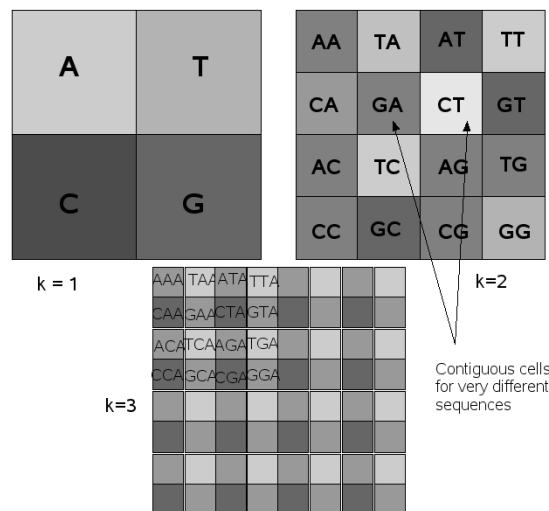 A T
C G
k = 1
AA TA AT TT
CA GA CT GT
AC TC AG TG
CC GC CG GG
k=2
AAA TAA ATA TTA
CAA GAA CTA GTA
ACA TCA AGA TGA
CCA GCA CGA GGA
k=3
Contiguous cells
for very different
sequences